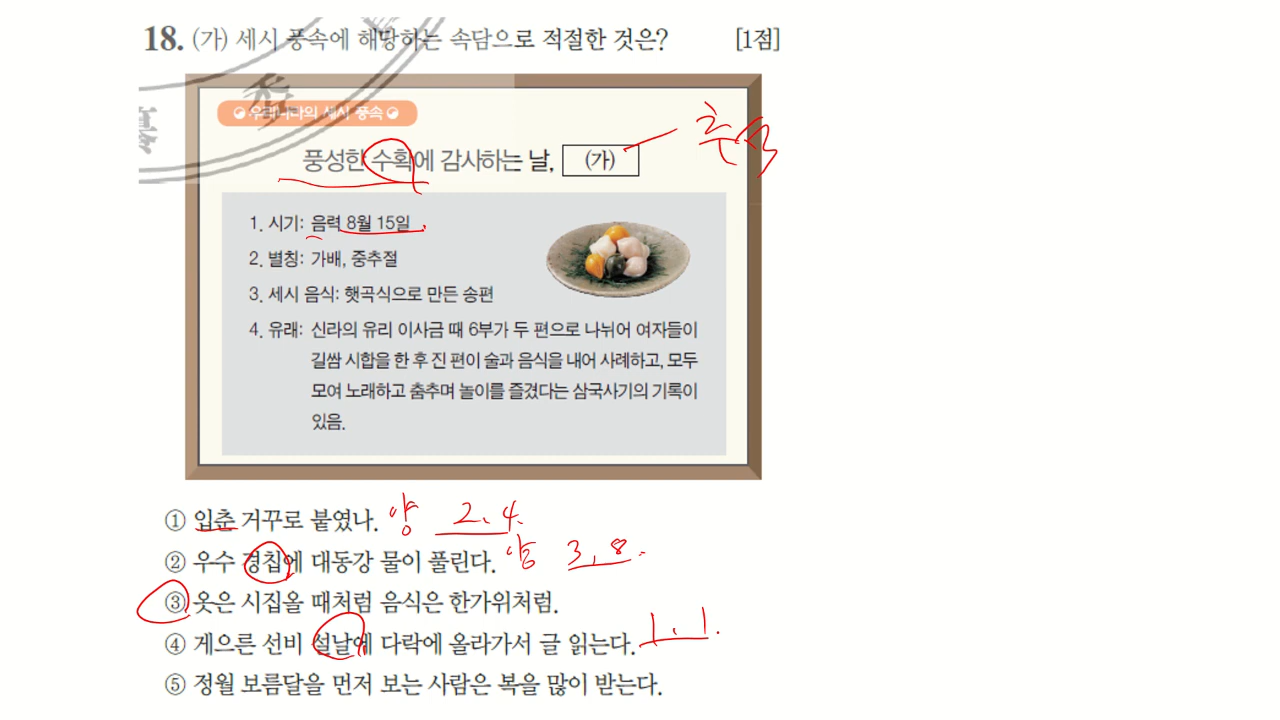 18. (가) 세시 풍속에 해당하는 속담으로 적절한 것은? [1점]
우리나라의 세시 풍속
풍성한 수확에 감사하는 날, (가) 추석
1. 시기: 음력 8월 15일
2. 별칭: 가배, 중추절
3. 세시 음식: 햇곡식으로 만든 송편
4. 유래: 신라의 유리 이사금 때 6부가 두 편으로 나뉘어 여자들이
길쌈 시합을 한 후 진 편이 술과 음식을 내어 사례하고, 모두
모여 노래하고 춤추며 놀이를 즐겼다는 삼국사기의 기록이
있음.
① 입춘 거꾸로 붙였나. 양 2. 4.
② 우수 경칩에 대동강 물이 풀린다. 양 3, 8.
③ 옷은 시집올 때처럼 음식은 한가위처럼.
④ 게으른 선비 설날에 다락에 올라가서 글 읽는다. 1. 1.
⑤ 정월 보름달을 먼저 보는 사람은 복을 많이 받는다.